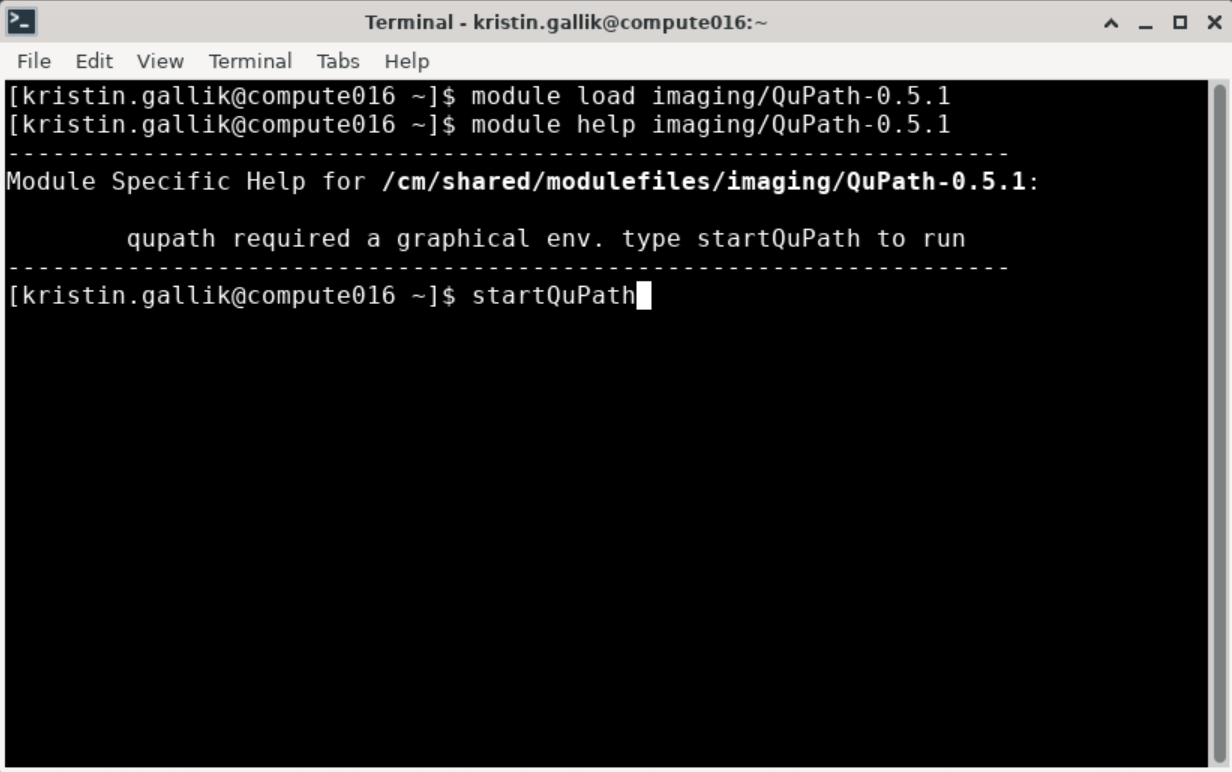 Terminal - kristin.gallik@compute016:~
File Edit View Terminal Tabs Help
[kristin.gallik@compute016 ~]$ module load imaging/QuPath-0.5.1
[kristin.gallik@compute016 ~]$ module help imaging/QuPath-0.5.1
-------------------------------------------------------------------
Module Specific Help for /cm/shared/modulefiles/imaging/QuPath-0.5.1:
qupath required a graphical env. type startQuPath to run
-------------------------------------------------------------------
[kristin.gallik@compute016 ~]$ startQuPath